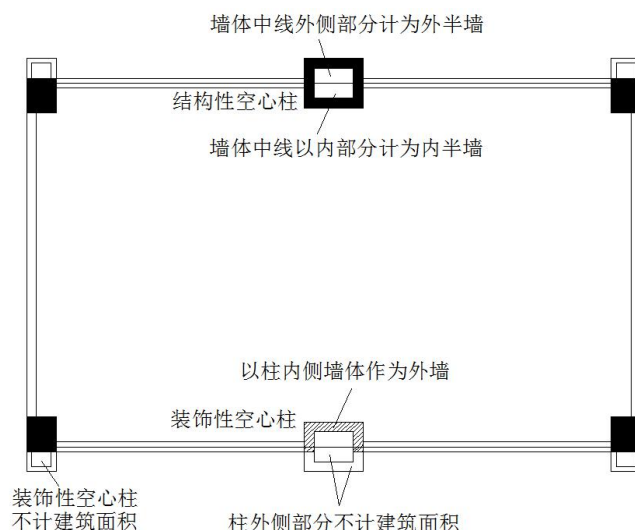 墙体中线外侧部分计为外半墙
结构性空心柱
墙体中线以内部分计为内半墙
以柱内侧墙体作为外墙
装饰性空心柱
装饰性空心柱
不计建筑面积
柱外侧部分不计建筑面积